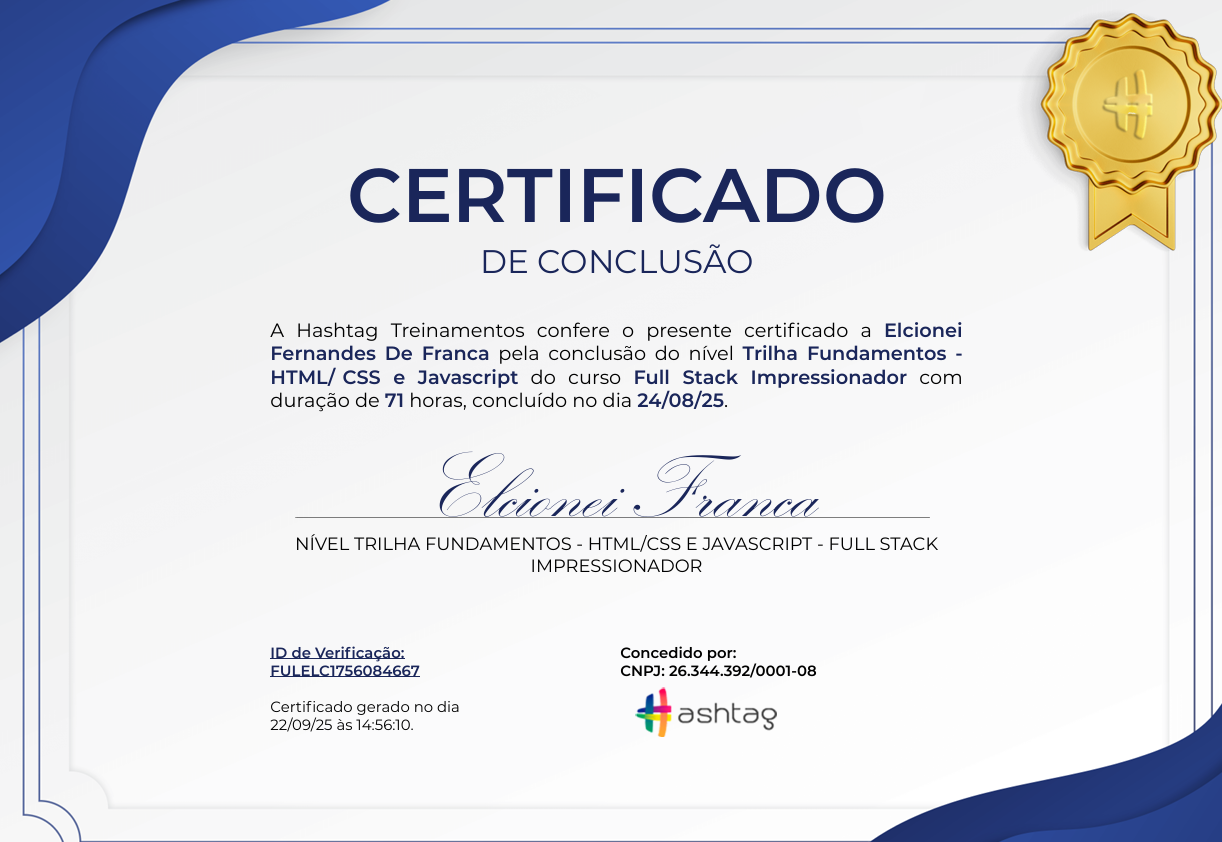 CERTIFICADO
DE CONCLUSÃO
A Hashtag Treinamentos confere o presente certificado a Elcionei
Fernandes De Franca pela conclusão do nível Trilha Fundamentos -
HTML/ CSS e Javascript do curso Full Stack Impressionador com
duração de 71 horas, concluído no dia 24/08/25.
Elcionei Franca
NÍVEL TRILHA FUNDAMENTOS - HTML/CSS E JAVASCRIPT - FULL STACK
IMPRESSIONADOR
ID de Verificação:
FULELC1756084667
Certificado gerado no dia
22/09/25 às 14:56:10.
Concedido por:
CNPJ: 26.344.392/0001-08
ashtag